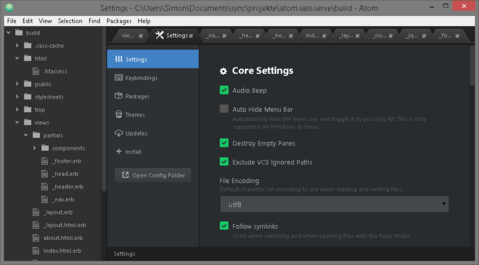 Settings - C:\Users\Simon\Documents\sync\projekte\atom.sass.serve\build - Atom
File Edit View Selection Find Packages Help
build
.sass-cache
html
.htaccess
public
stylesheets
tmp
views
partials
components
_footer.erb
_head.erb
_header.erb
_nav.erb
_layout.erb
_layout.html.erb
about.html.erb
index.html.erb
vie...
Settings
_na...
_he...
_he...
ind...
_lay...
_no...
_jq...
_fo...
Settings
Keybindings
Packages
Themes
Updates
Install
Open Config Folder
Core Settings
Audio Beep
Auto Hide Menu Bar
Automatically hide the menu bar and toggle it by pressing Alt. This is only
supported on Windows & Linux.
Destroy Empty Panes
Exclude VCS Ignored Paths
File Encoding
Default character set encoding to use when reading and writing files.
utf8
Follow symlinks
Used when searching and when opening files with the fuzzy finder.
Settings